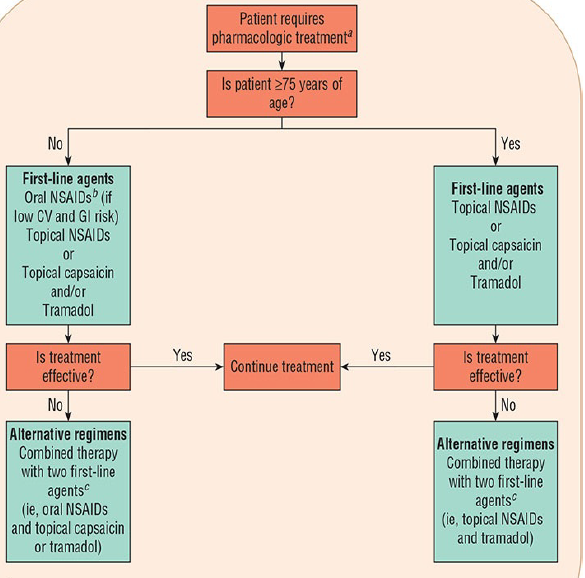 Patient requires
pharmacologic treatmentᵃ
Is patient ≥75 years of
age?
No
Yes
First-line agents
Oral NSAIDsᵇ (if
low CV and GI risk)
Topical NSAIDs
or
Topical capsaicin
and/or
Tramadol
First-line agents
Topical NSAIDs
or
Topical capsaicin
and/or
Tramadol
Is treatment
effective?
Yes
Continue treatment
Yes
Is treatment
effective?
No
No
Alternative regimens
Combined therapy
with two first-line
agentsᶜ
(ie, oral NSAIDs
and topical capsaicin
or tramadol)
Alternative regimens
Combined therapy
with two first-line
agentsᶜ
(ie, topical NSAIDs
and tramadol)